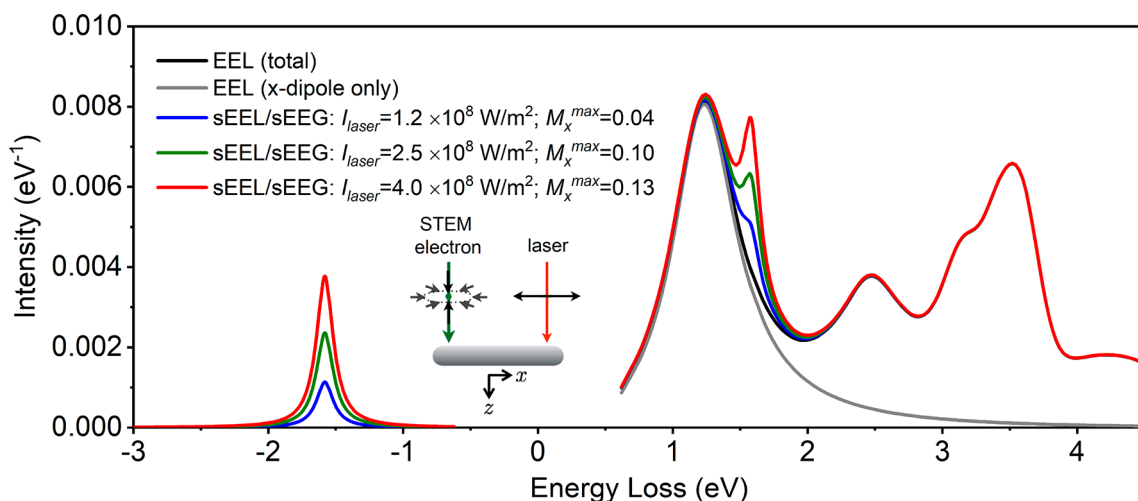 0.010
0.008
0.006
0.004
0.002
0.000
Intensity (eV⁻¹)
EEL (total)
EEL (x-dipole only)
sEEL/sEEG: I_laser=1.2 ×10⁸ W/m²; M_x^max=0.04
sEEL/sEEG: I_laser=2.5 ×10⁸ W/m²; M_x^max=0.10
sEEL/sEEG: I_laser=4.0 ×10⁸ W/m²; M_x^max=0.13
STEM
electron
laser
x
z
-3 -2 -1 0 1 2 3 4
Energy Loss (eV)